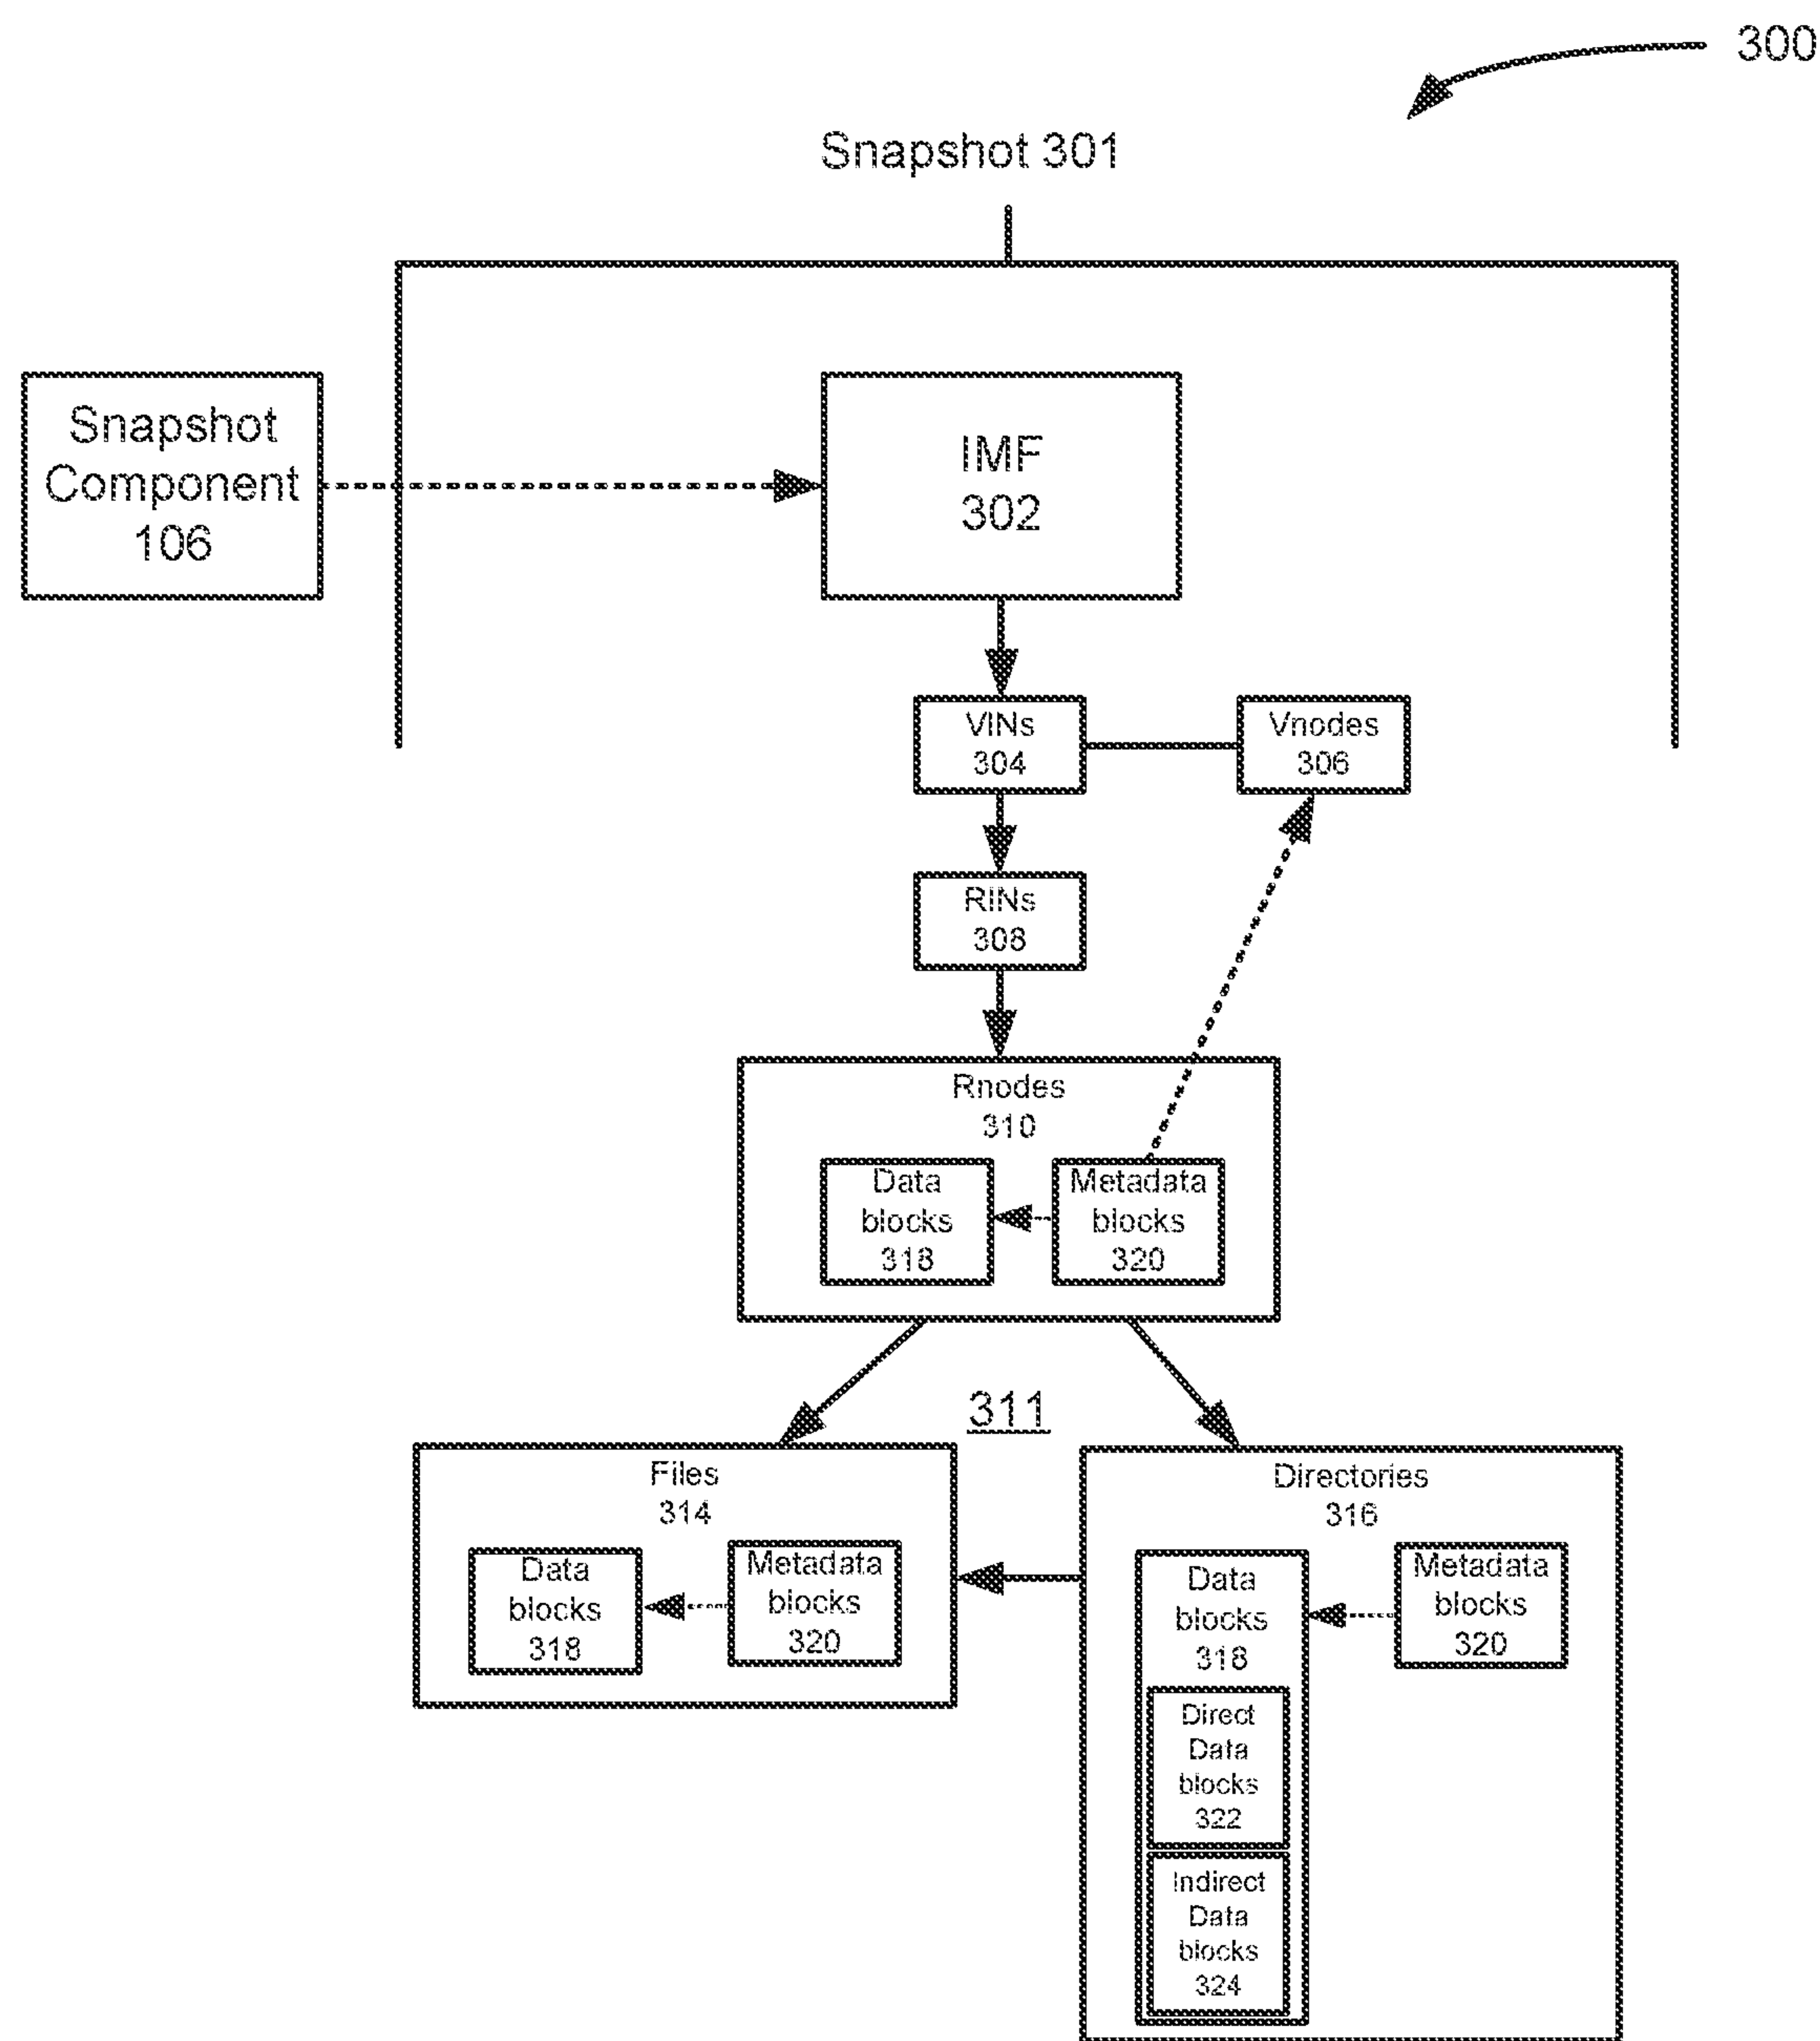 300
Snapshot 301
Snapshot
Component
106
IMF
302
VINs
304
Vnodes
306
RINs
308
Rnodes
310
Data
blocks
318
Metadata
blocks
320
311
Files
314
Data
blocks
318
Metadata
blocks
320
Directories
316
Data
blocks
318
Metadata
blocks
320
Direct
Data
blocks
322
Indirect
Data
blocks
324